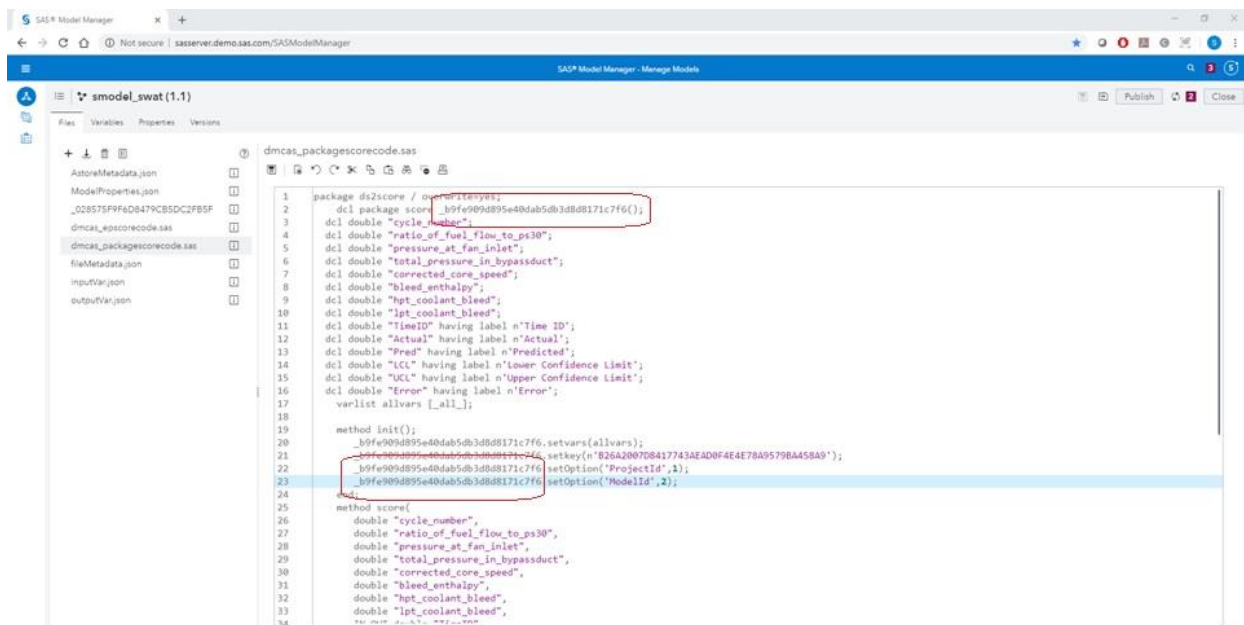 SAS® Model Manager
Not secure | sasserver.demo.sas.com/SASModelManager
SAS® Model Manager - Manage Models
3
S
smodel_swat (1.1)
Publish
2
Close
Files Variables Properties Versions
AstoreMetadata.json
ModelProperties.json
_028575F9F6D8479CB5DC2FB5F
dmcas_epscorecode.sas
dmcas_packagescorecode.sas
fileMetadata.json
inputVar.json
outputVar.json
dmcas_packagescorecode.sas
1 package ds2score / overwrite=yes;
2 dcl package score _b9fe909d895e40dab5db3d8d8171c7f6();
3 dcl double "cycle_number";
4 dcl double "ratio_of_fuel_flow_to_ps30";
5 dcl double "pressure_at_fan_inlet";
6 dcl double "total_pressure_in_bypassduct";
7 dcl double "corrected_core_speed";
8 dcl double "bleed_enthalpy";
9 dcl double "hpt_coolant_bleed";
10 dcl double "lpt_coolant_bleed";
11 dcl double "TimeID" having label n'Time ID';
12 dcl double "Actual" having label n'Actual';
13 dcl double "Pred" having label n'Predicted';
14 dcl double "LCL" having label n'Lower Confidence Limit';
15 dcl double "UCL" having label n'Upper Confidence Limit';
16 dcl double "Error" having label n'Error';
17 varlist allvars [_all_];
18
19 method init();
20 _b9fe909d895e40dab5db3d8d8171c7f6.setvars(allvars);
21 _b9fe909d895e40dab5db3d8d8171c7f6.setkey(n'B26A2007D8417743AEAD0F4E4E78A9579BA458A9');
22 _b9fe909d895e40dab5db3d8d8171c7f6.setOption('ProjectId',1);
23 _b9fe909d895e40dab5db3d8d8171c7f6.setOption('ModelId',2);
24 end;
25 method score(
26 double "cycle_number",
27 double "ratio_of_fuel_flow_to_ps30",
28 double "pressure_at_fan_inlet",
29 double "total_pressure_in_bypassduct",
30 double "corrected_core_speed",
31 double "bleed_enthalpy",
32 double "hpt_coolant_bleed",
33 double "lpt_coolant_bleed",
34 IN_OUT double "TimeID"